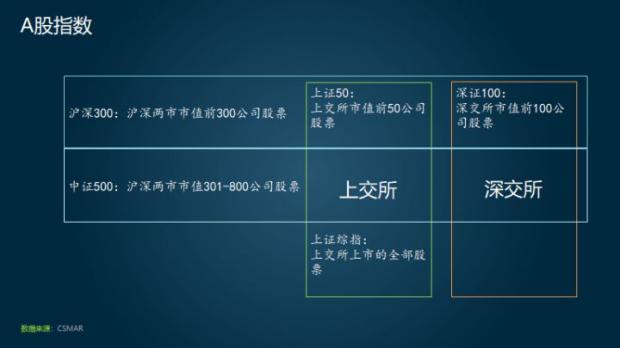 A股指数
沪深300：沪深两市市值前300公司股票
上证50：
上交所市值前50公司
股票
深证100：
深交所市值前100公
司股票
中证500：沪深两市市值301-800公司股票
上交所
深交所
上证综指：
上交所上市的全部股
票
数据来源：CSMAR